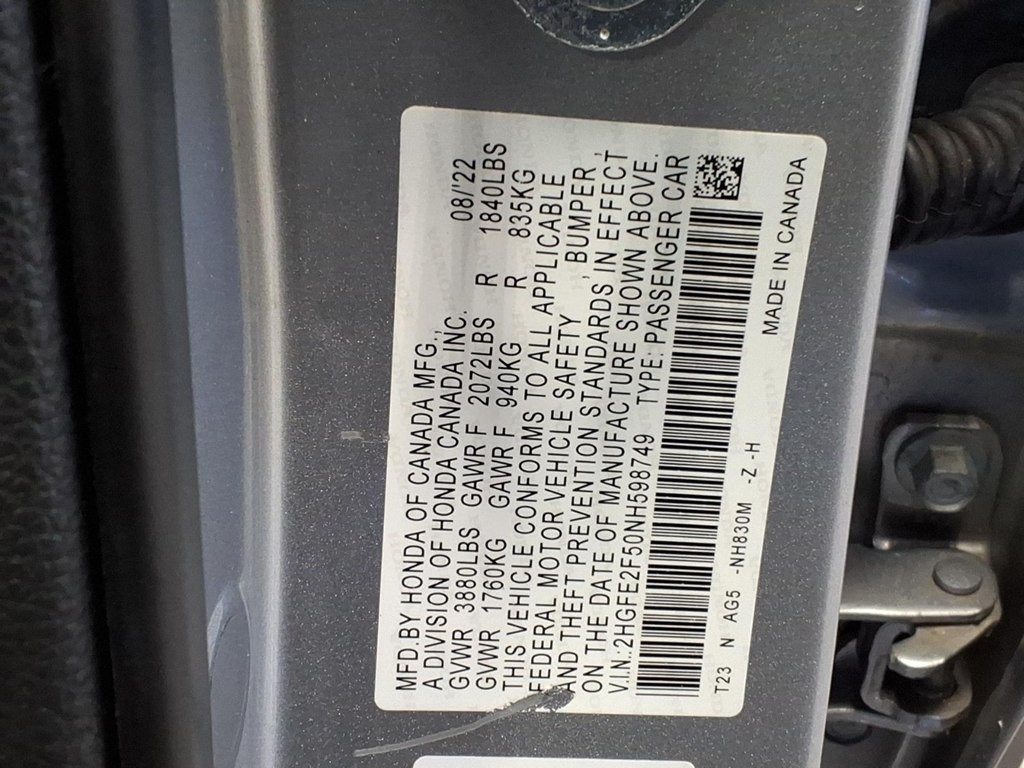 MFD.BY HONDA OF CANADA MFG.,
A DIVISION OF HONDA CANADA INC. 08/'22
GVWR 3880LBS GAWR F 2072LBS R 1840LBS
GVWR 1760KG GAWR F 940KG R 835KG
THIS VEHICLE CONFORMS TO ALL APPLICABLE
FEDERAL MOTOR VEHICLE SAFETY , BUMPER ,
AND THEFT PREVENTION STANDARDS IN EFFECT
ON THE DATE OF MANUFACTURE SHOWN ABOVE.
V.I.N.:2HGFE2F50NH598749 TYPE: PASSENGER CAR
T23 N AG5 -NH830M -Z -H
MADE IN CANADA